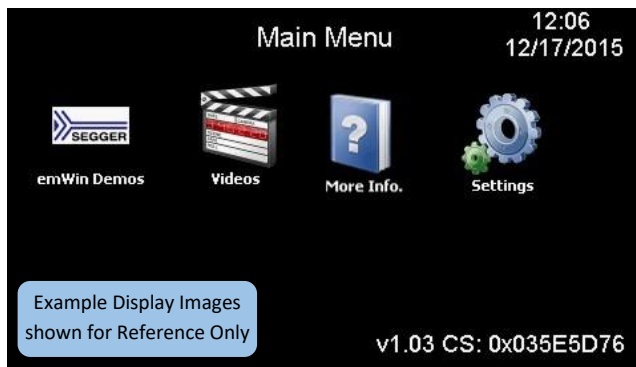 Main Menu
12:06
12/17/2015
SEGGER
emWin Demos
Videos
More Info.
Settings
Example Display Images
shown for Reference Only
v1.03 CS: 0x035E5D76